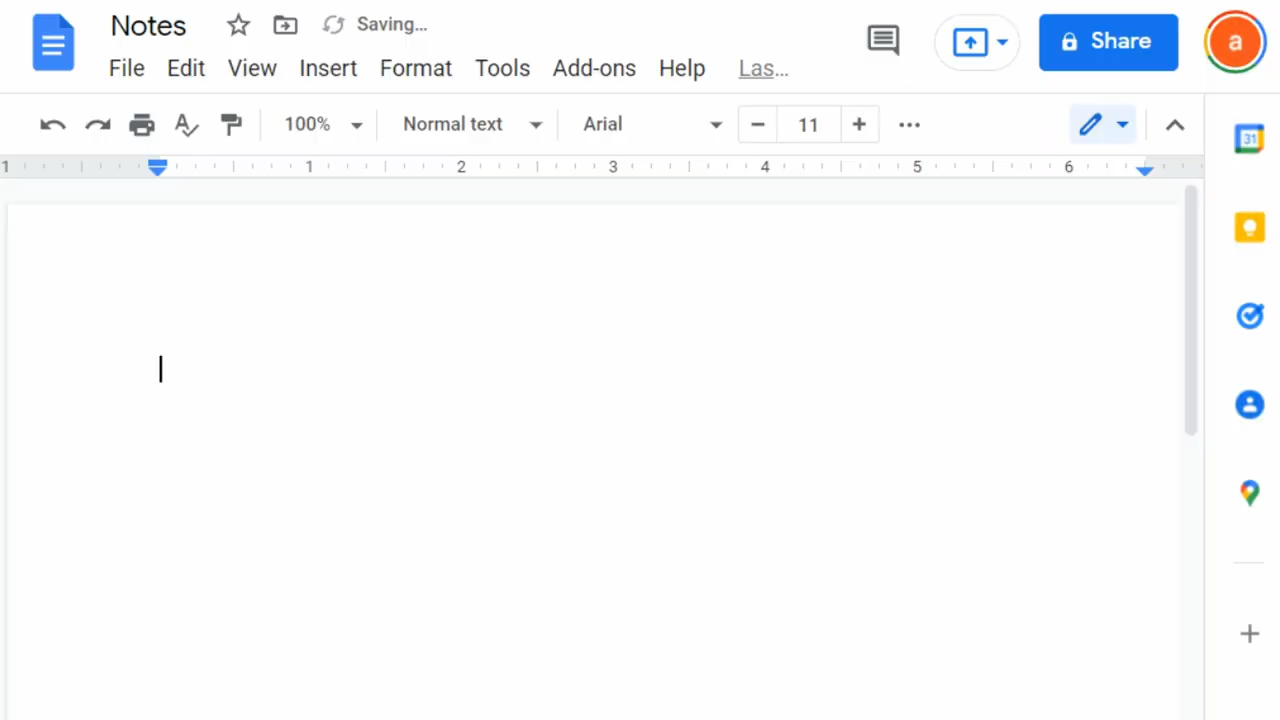 Notes Saving...
File Edit View Insert Format Tools Add-ons Help Las...
Share
a
100% Normal text Arial 11
1 1 2 3 4 5 6
31